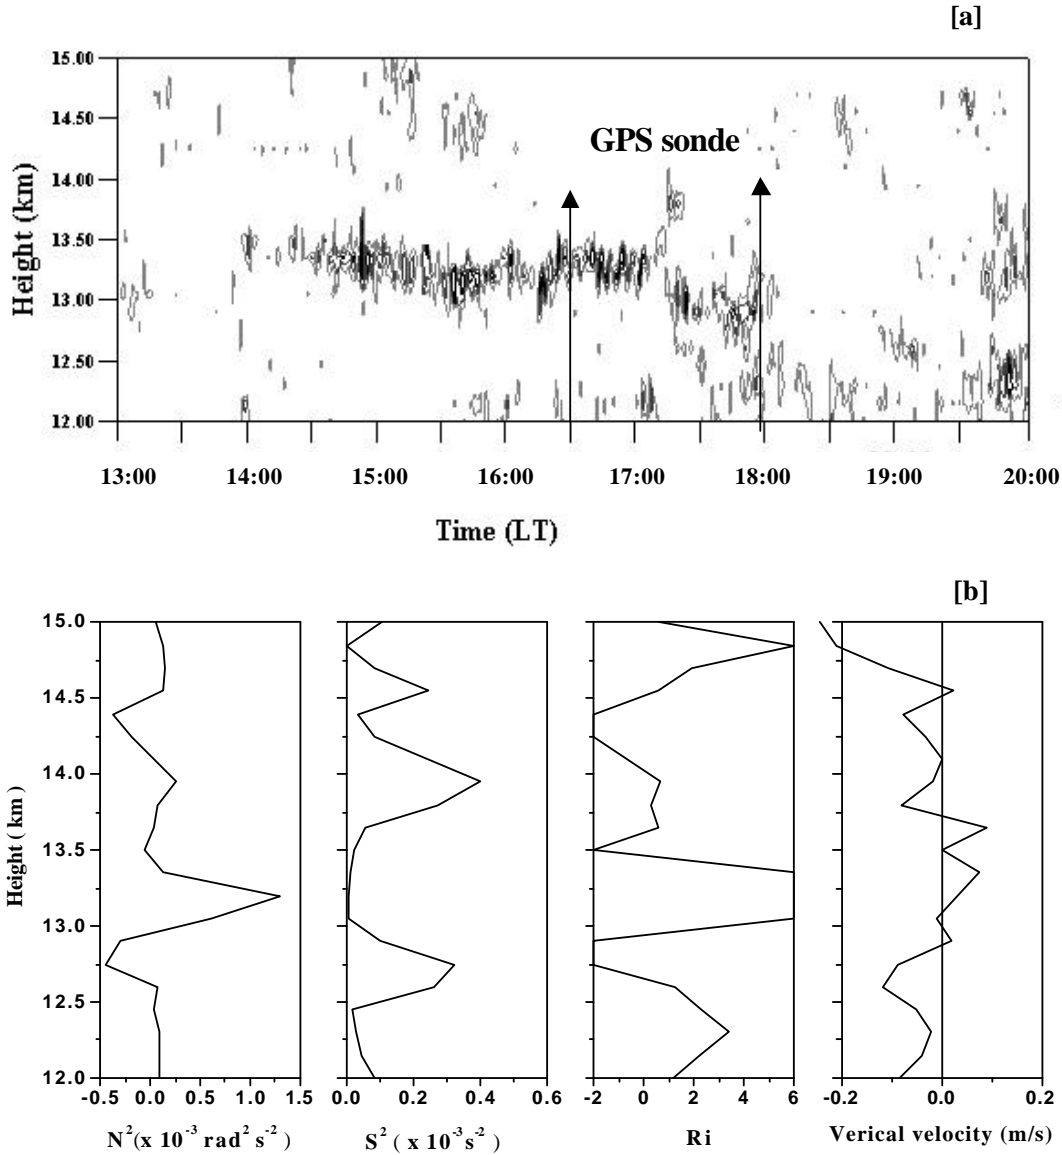 [a]
15.00
14.50
GPS sonde
14.00
13.50
13.00
12.50
12.00
Height (km)
13:00 14:00 15:00 16:00 17:00 18:00 19:00 20:00
Time (LT)
[b]
15.0
14.5
14.0
13.5
13.0
12.5
12.0
Height ( km )
-0.5 0.0 0.5 1.0 1.5 0.0 0.2 0.4 0.6 -2 0 2 4 6 -0.2 0.0 0.2
N²(x 10⁻³ rad² s⁻²) S² ( x 10⁻³s⁻²) Ri Verical velocity (m/s)